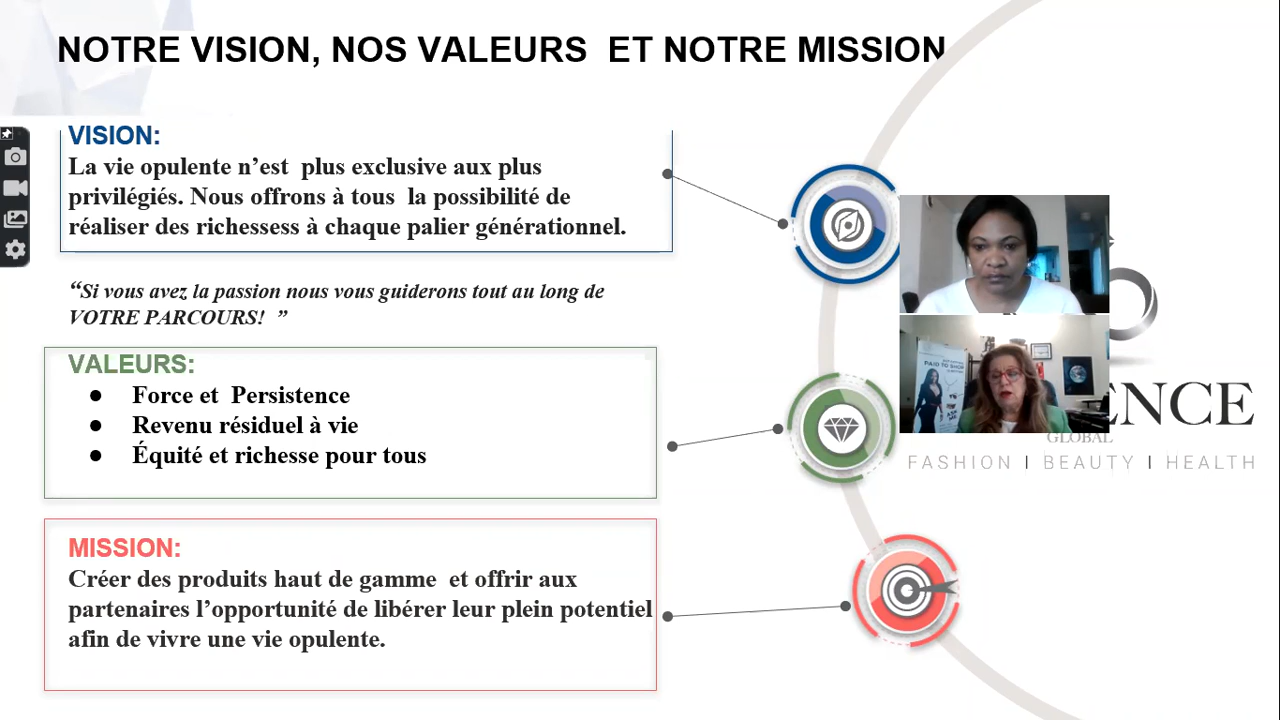 NOTRE VISION, NOS VALEURS ET NOTRE MISSION
VISION:
La vie opulente n’est plus exclusive aux plus
privilégiés. Nous offrons à tous la possibilité de
réaliser des richessess à chaque palier générationnel.
“Si vous avez la passion nous vous guiderons tout au long de
VOTRE PARCOURS! ”
VALEURS:
● Force et Persistence
● Revenu résiduel à vie
● Équité et richesse pour tous
MISSION:
Créer des produits haut de gamme et offrir aux
partenaires l’opportunité de libérer leur plein potentiel
afin de vivre une vie opulente.
PAID TO SHOP
ENCE
GLOBAL
FASHION I BEAUTY I HEALTH